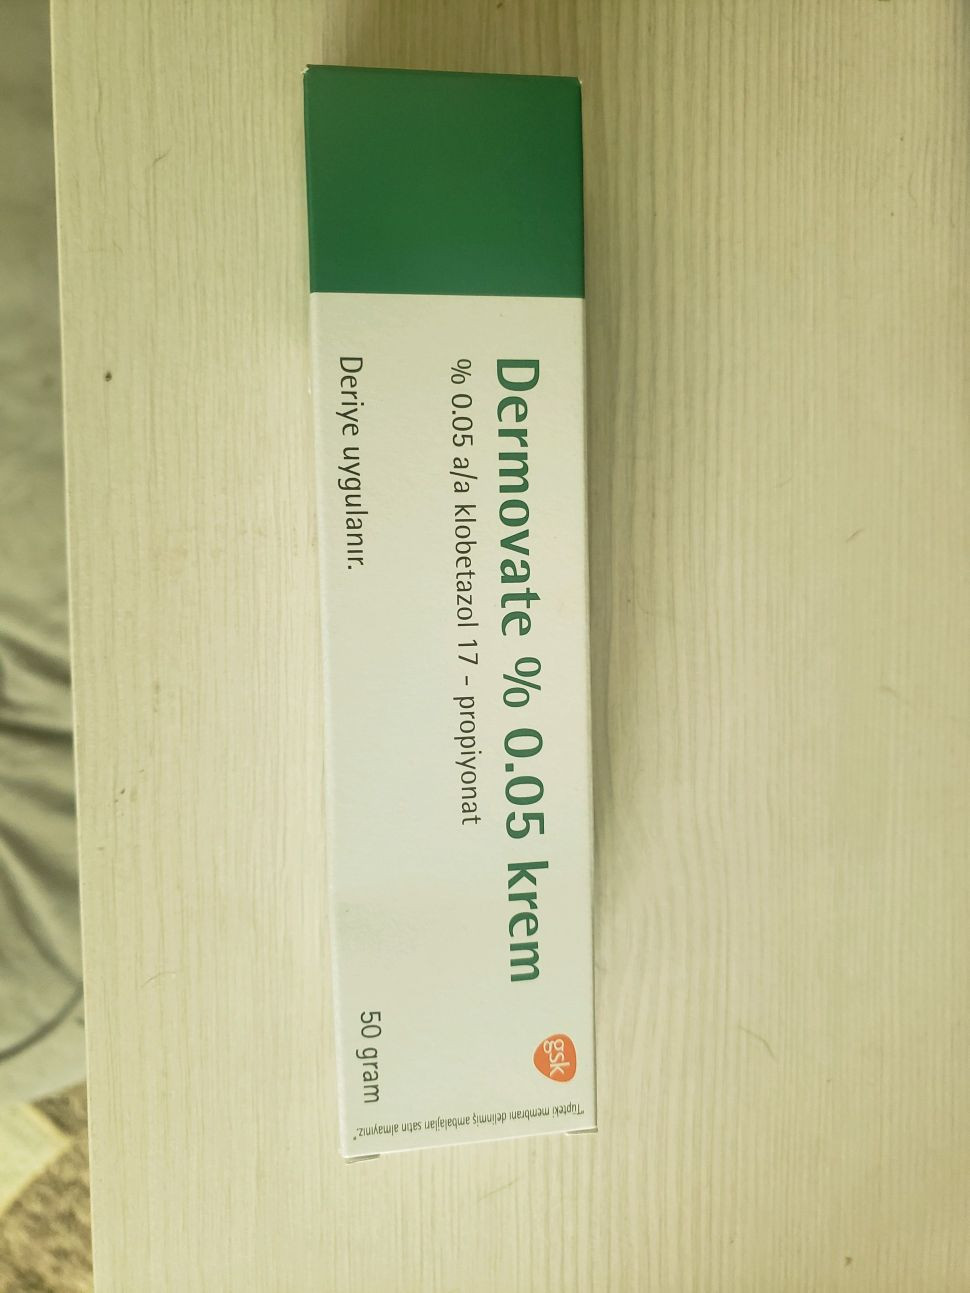 Dermovate % 0.05 krem
% 0.05 a/a klobetazol 17 - propiyonat
Deriye uygulanır.
50 gram
gsk
"Tüpteki membranı delinmiş ambalajları satın almayınız."